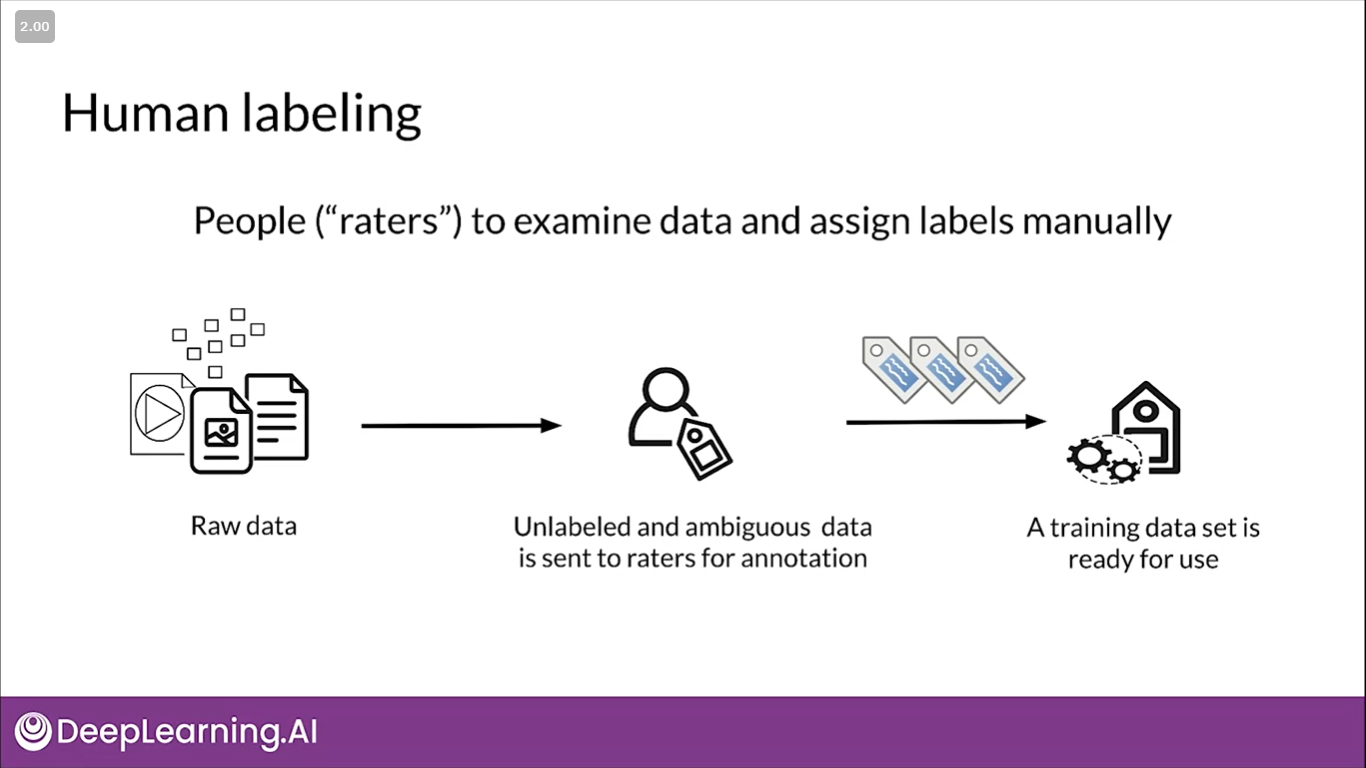 2.00
Human labeling
People (“raters”) to examine data and assign labels manually
Raw data
Unlabeled and ambiguous data
is sent to raters for annotation
A training data set is
ready for use
DeepLearning.AI